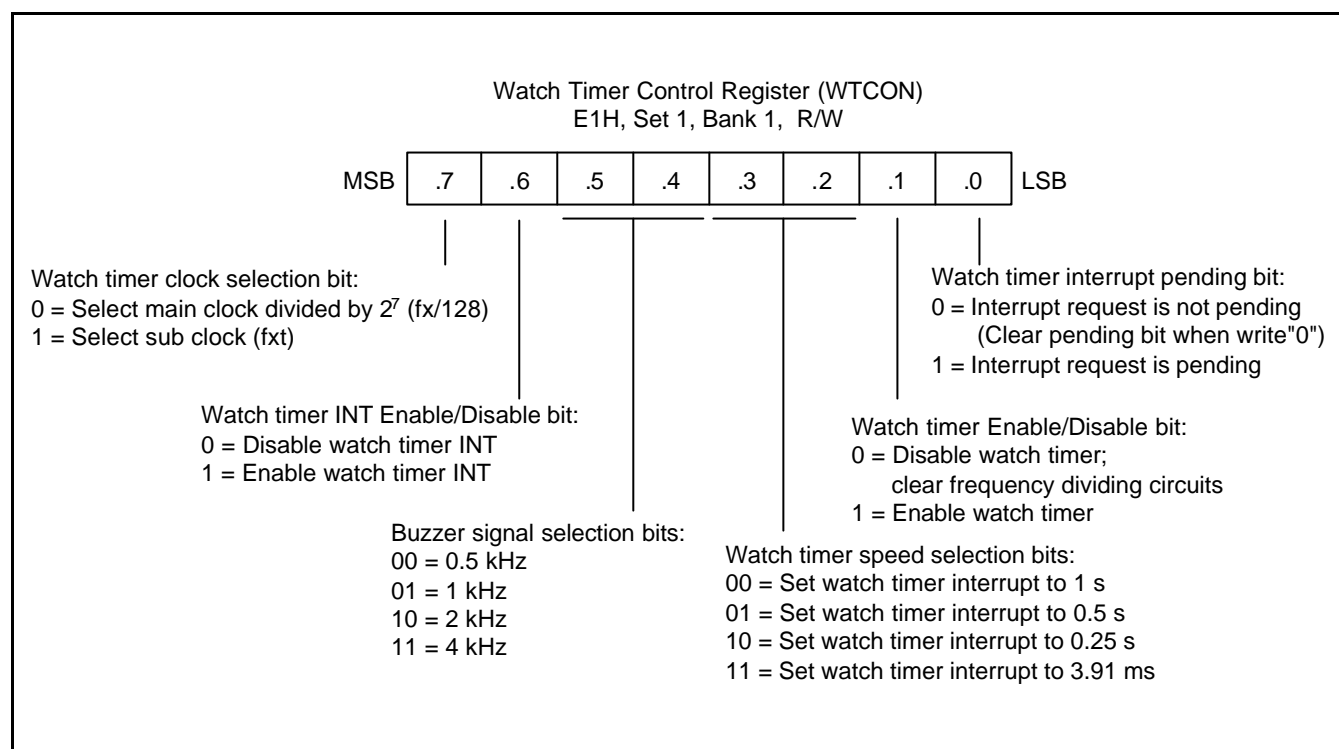 Watch Timer Control Register (WTCON)
E1H, Set 1, Bank 1, R/W
MSB .7 .6 .5 .4 .3 .2 .1 .0 LSB
Watch timer clock selection bit:
0 = Select main clock divided by 2⁷ (fx/128)
1 = Select sub clock (fxt)
Watch timer interrupt pending bit:
0 = Interrupt request is not pending
(Clear pending bit when write"0")
1 = Interrupt request is pending
Watch timer INT Enable/Disable bit:
0 = Disable watch timer INT
1 = Enable watch timer INT
Watch timer Enable/Disable bit:
0 = Disable watch timer;
clear frequency dividing circuits
1 = Enable watch timer
Buzzer signal selection bits:
00 = 0.5 kHz
01 = 1 kHz
10 = 2 kHz
11 = 4 kHz
Watch timer speed selection bits:
00 = Set watch timer interrupt to 1 s
01 = Set watch timer interrupt to 0.5 s
10 = Set watch timer interrupt to 0.25 s
11 = Set watch timer interrupt to 3.91 ms